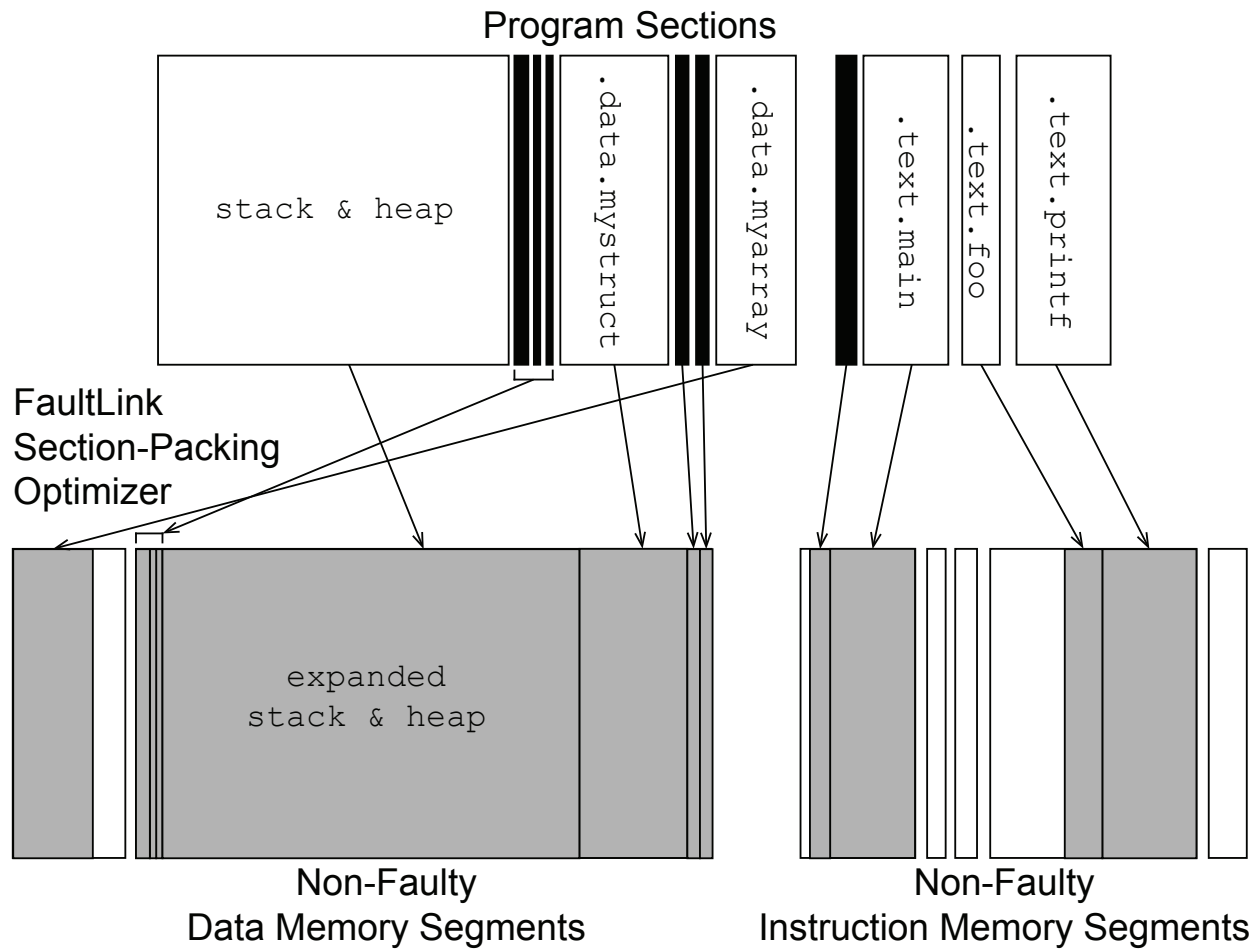 Program Sections
stack & heap
.data.mystruct
.data.myarray
.text.main
.text.foo
.text.printf
FaultLink
Section-Packing
Optimizer
expanded
stack & heap
Non-Faulty
Data Memory Segments
Non-Faulty
Instruction Memory Segments